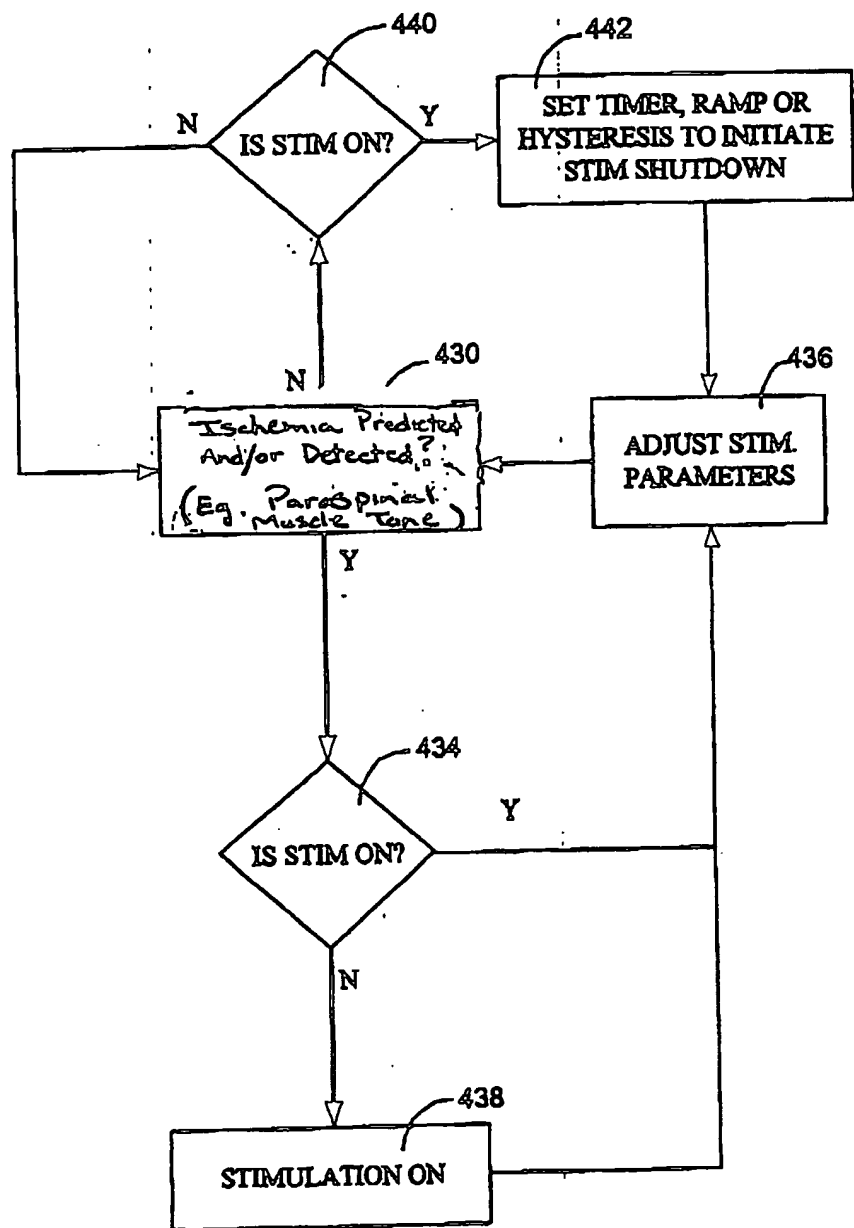 440
442
N
IS STIM ON?
Y
SET TIMER, RAMP OR
HYSTERESIS TO INITIATE
STIM SHUTDOWN
430
436
N
Ischemia Predicted
And/or Detected?
(Eg. Paraspinal
Muscle Tone)
ADJUST STIM.
PARAMETERS
Y
434
Y
IS STIM ON?
N
438
STIMULATION ON